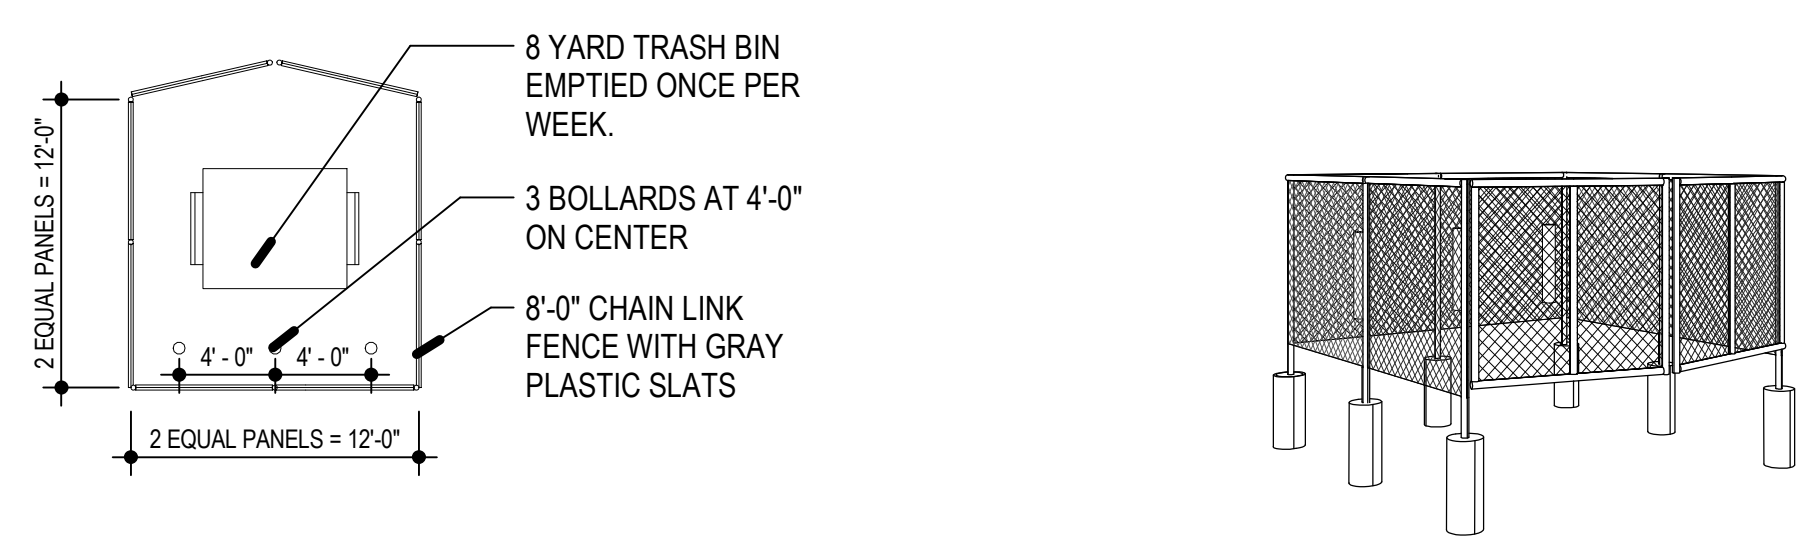 8 YARD TRASH BIN
EMPTIED ONCE PER
WEEK.
3 BOLLARDS AT 4'-0"
ON CENTER
8'-0" CHAIN LINK
FENCE WITH GRAY
PLASTIC SLATS
2 EQUAL PANELS = 12'-0"
4' - 0"
4' - 0"
2 EQUAL PANELS = 12'-0"